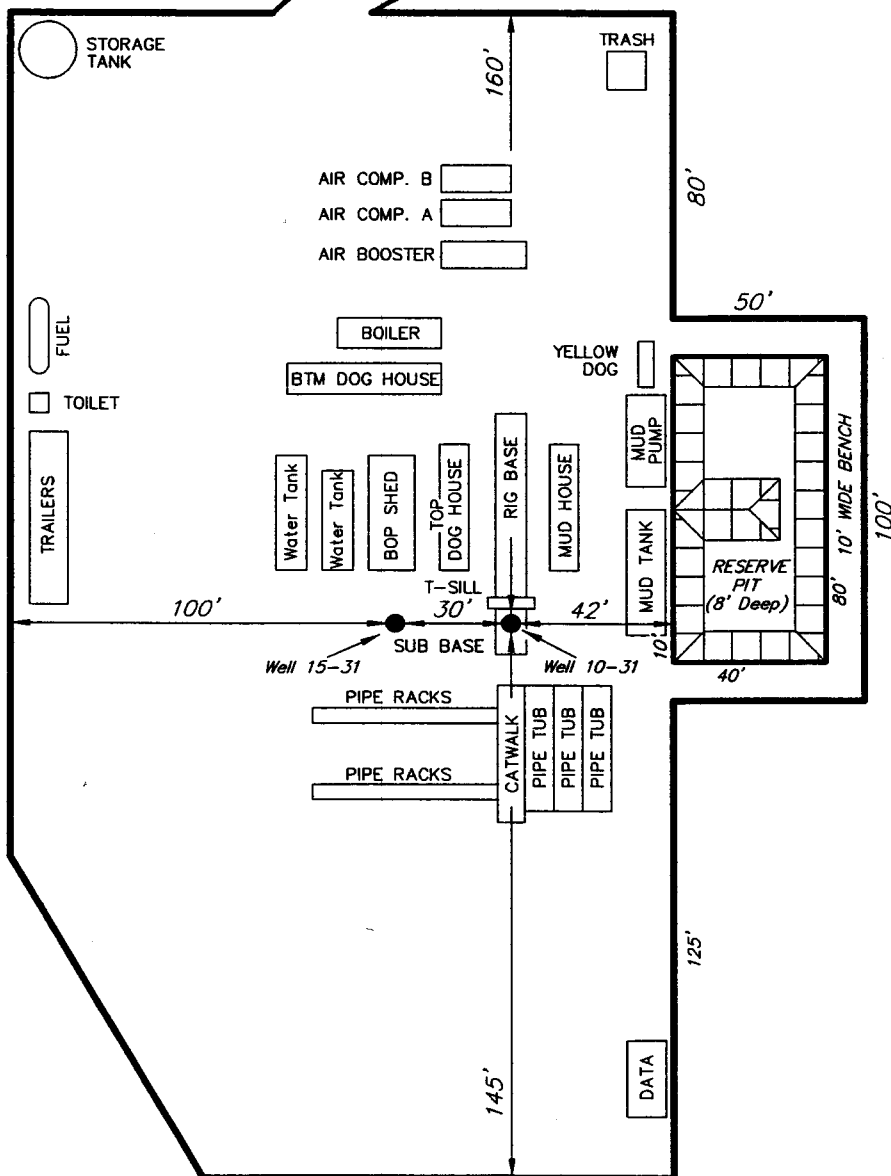 STORAGE
TANK
TRASH
160'
AIR COMP. B
AIR COMP. A
AIR BOOSTER
80'
50'
FUEL
BOILER
YELLOW
DOG
BTM DOG HOUSE
TOILET
TRAILERS
Water Tank
Water Tank
BOP SHED
TOP
DOG HOUSE
RIG BASE
MUD HOUSE
MUD
PUMP
MUD TANK
RESERVE
PIT
(8' Deep)
10' WIDE BENCH
80'
100'
T-SILL
100'
30'
42'
10'
SUB BASE
Well 15-31
Well 10-31
40'
PIPE RACKS
PIPE RACKS
CATWALK
PIPE TUB
PIPE TUB
PIPE TUB
125'
145'
DATA